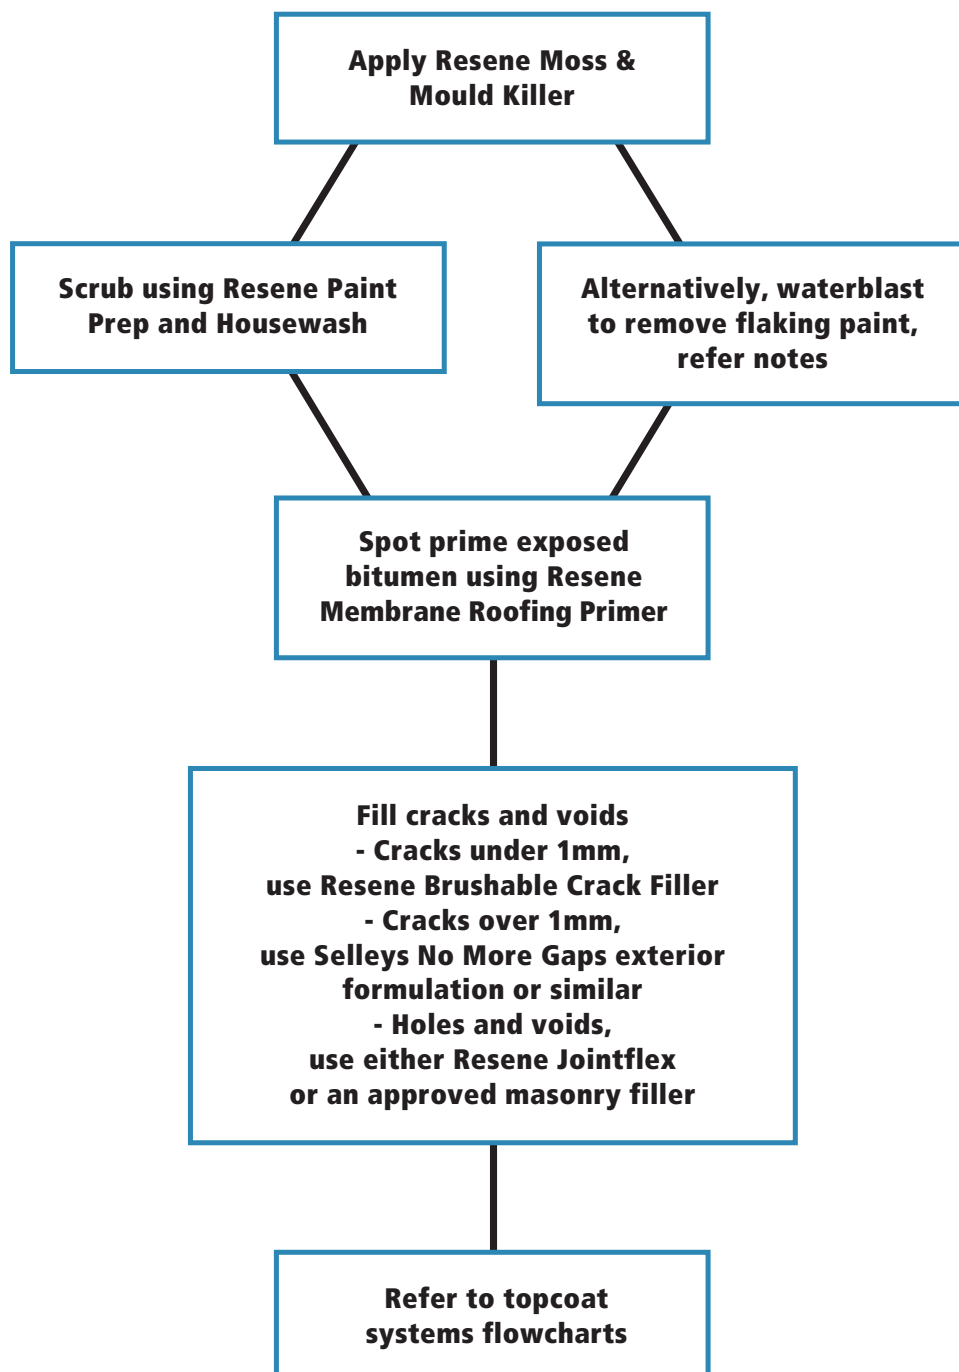 Apply Resene Moss &
Mould Killer
Scrub using Resene Paint
Prep and Housewash
Alternatively, waterblast
to remove flaking paint,
refer notes
Spot prime exposed
bitumen using Resene
Membrane Roofing Primer
Fill cracks and voids
- Cracks under 1mm,
use Resene Brushable Crack Filler
- Cracks over 1mm,
use Selleys No More Gaps exterior
formulation or similar
- Holes and voids,
use either Resene Jointflex
or an approved masonry filler
Refer to topcoat
systems flowcharts